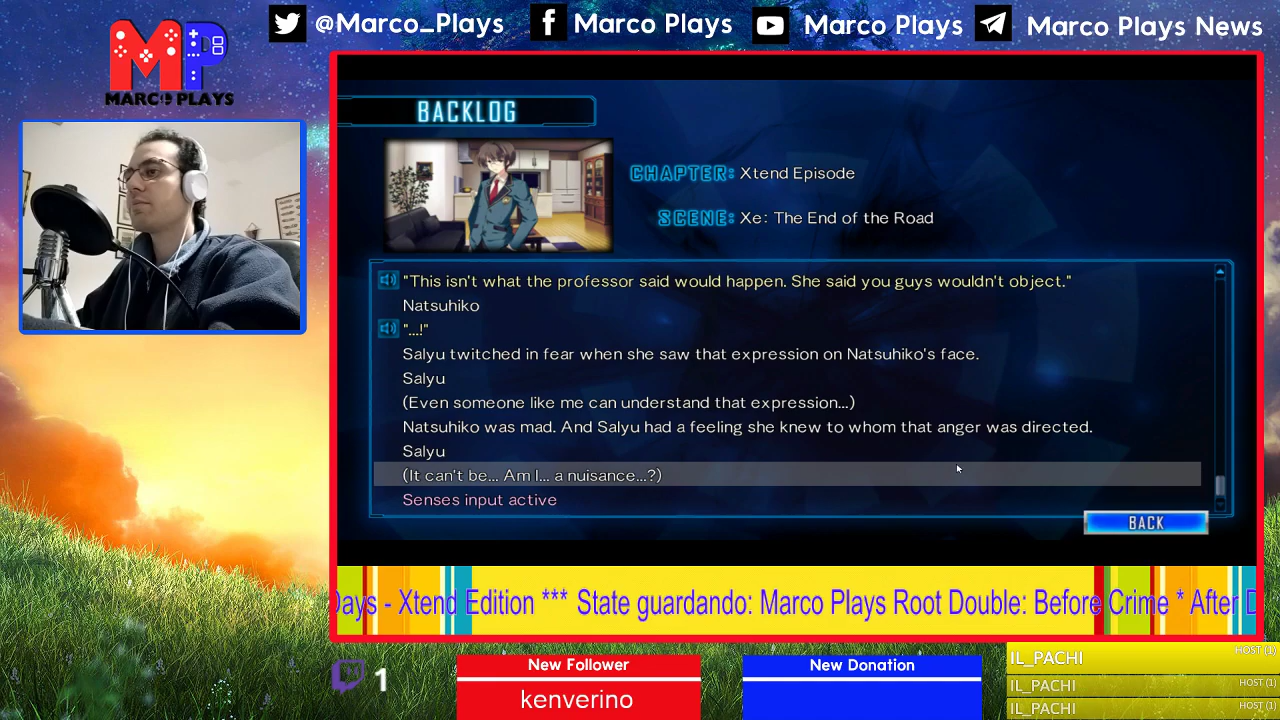 @Marco_Plays
Marco Plays
Marco Plays
Marco Plays News
MP
MARCO PLAYS
BACKLOG
CHAPTER: Xtend Episode
SCENE: Xe: The End of the Road
"This isn't what the professor said would happen. She said you guys wouldn't object."
Natsuhiko
"...!"
Salyu twitched in fear when she saw that expression on Natsuhiko's face.
Salyu
(Even someone like me can understand that expression...)
Natsuhiko was mad. And Salyu had a feeling she knew to whom that anger was directed.
Salyu
(It can't be... Am I... a nuisance...?)
Senses input active
BACK
Days - Xtend Edition *** State guardando: Marco Plays Root Double: Before Crime * After D
1
New Follower
kenverino
New Donation
IL_PACHI HOST (1)
IL_PACHI HOST (1)
IL_PACHI HOST (1)